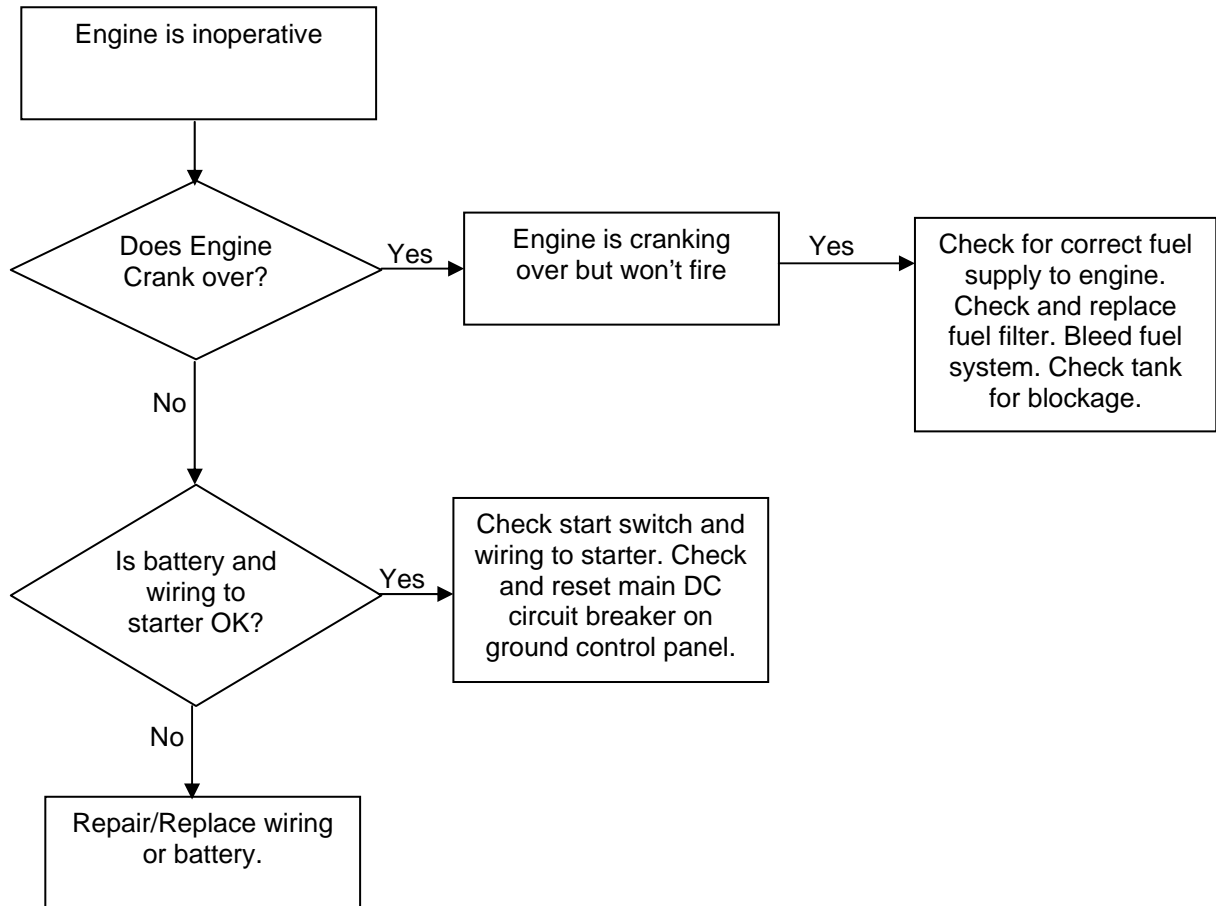 Engine is inoperative
Does Engine
Crank over?
Yes
Engine is cranking
over but won’t fire
Yes
Check for correct fuel
supply to engine.
Check and replace
fuel filter. Bleed fuel
system. Check tank
for blockage.
No
Is battery and
wiring to
starter OK?
Yes
Check start switch and
wiring to starter. Check
and reset main DC
circuit breaker on
ground control panel.
No
Repair/Replace wiring
or battery.